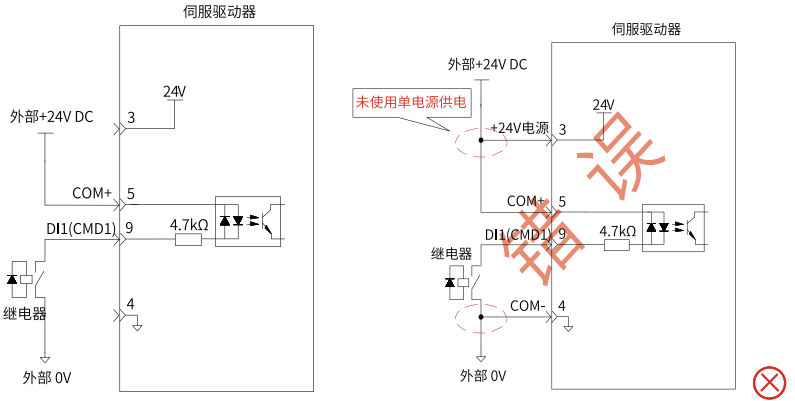 伺服驱动器
24V
外部+24V DC
3
COM+
5
DI1(CMD1)
9
4.7kΩ
继电器
4
外部 0V
伺服驱动器
外部+24V DC
未使用单电源供电
24V
+24V电源
3
COM+
5
DI1(CMD1)
9
4.7kΩ
继电器
COM-
4
外部 0V
错误